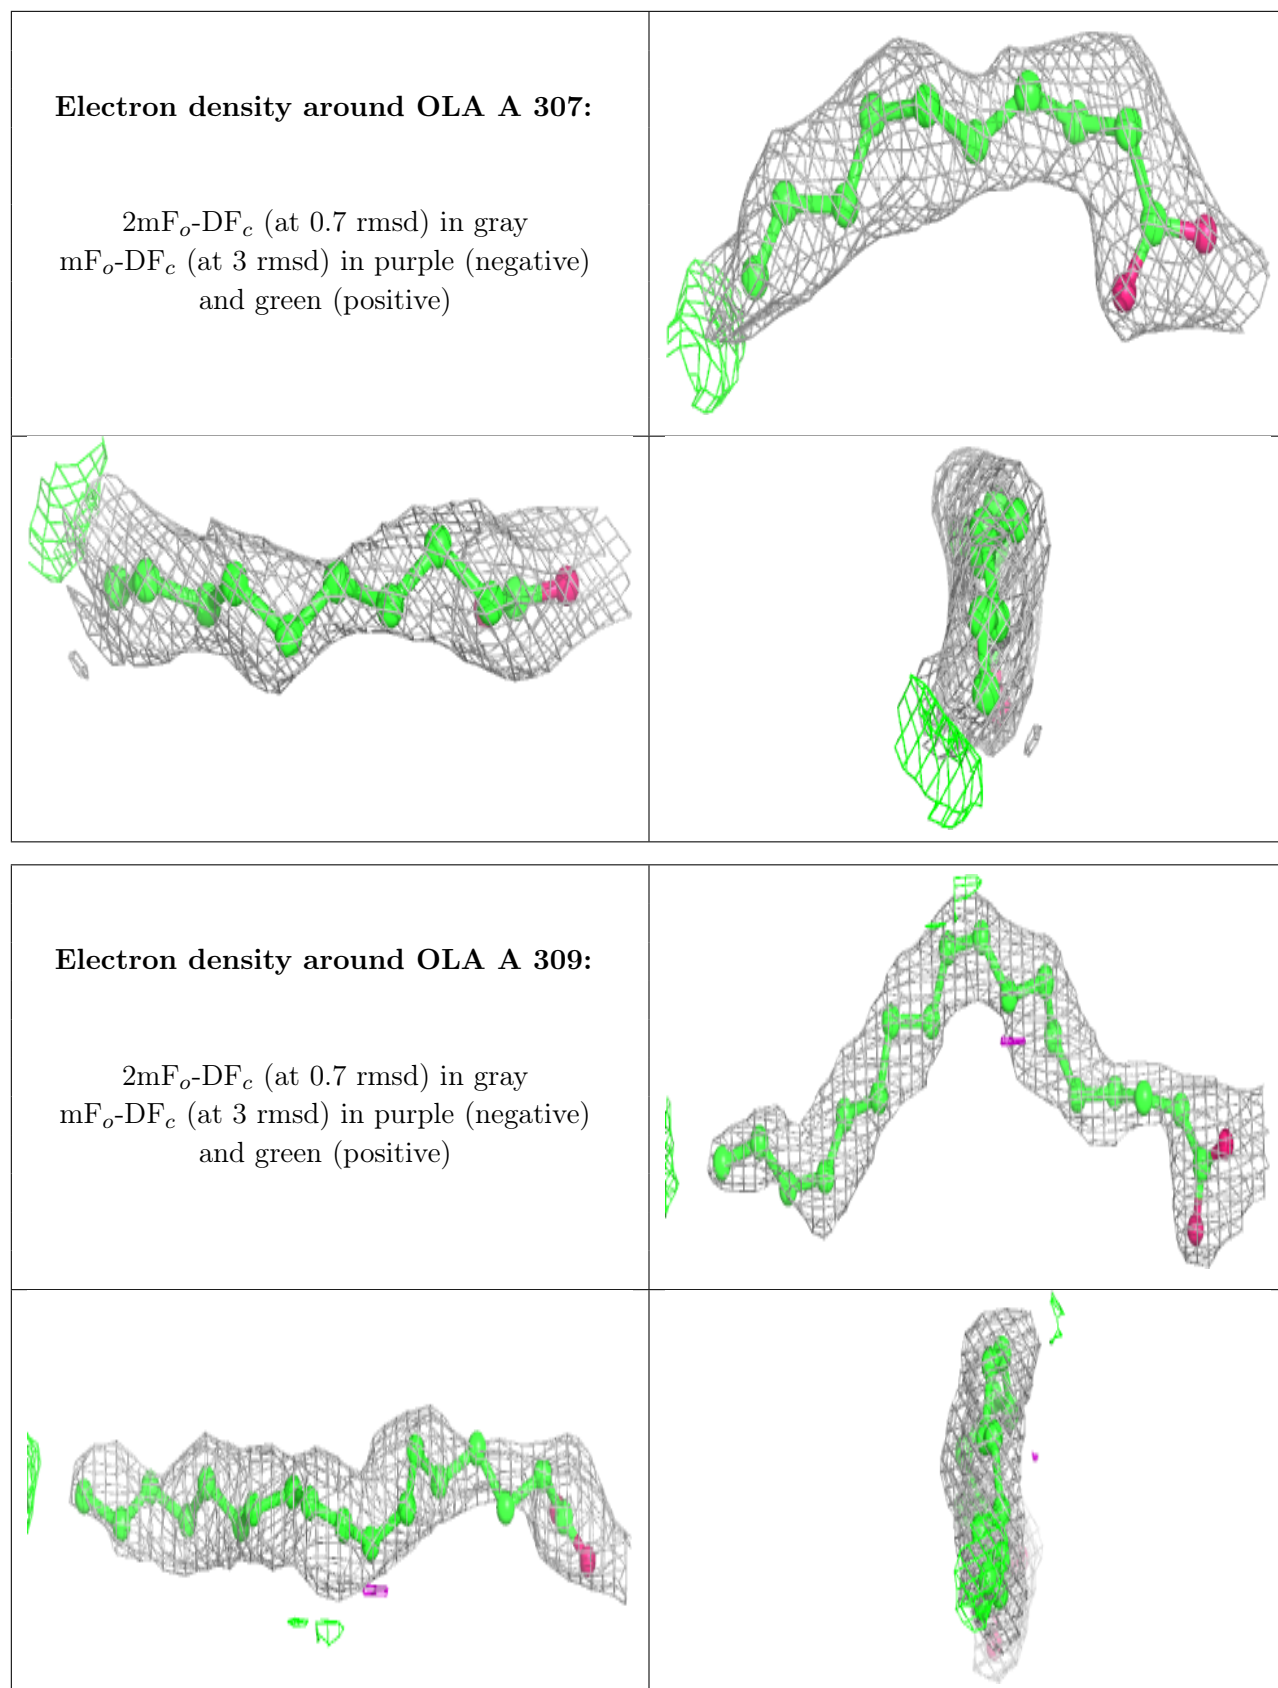 Electron density around OLA A 307:
2mFo-DFc (at 0.7 rmsd) in gray
mFo-DFc (at 3 rmsd) in purple (negative)
and green (positive)
Electron density around OLA A 309:
2mFo-DFc (at 0.7 rmsd) in gray
mFo-DFc (at 3 rmsd) in purple (negative)
and green (positive)